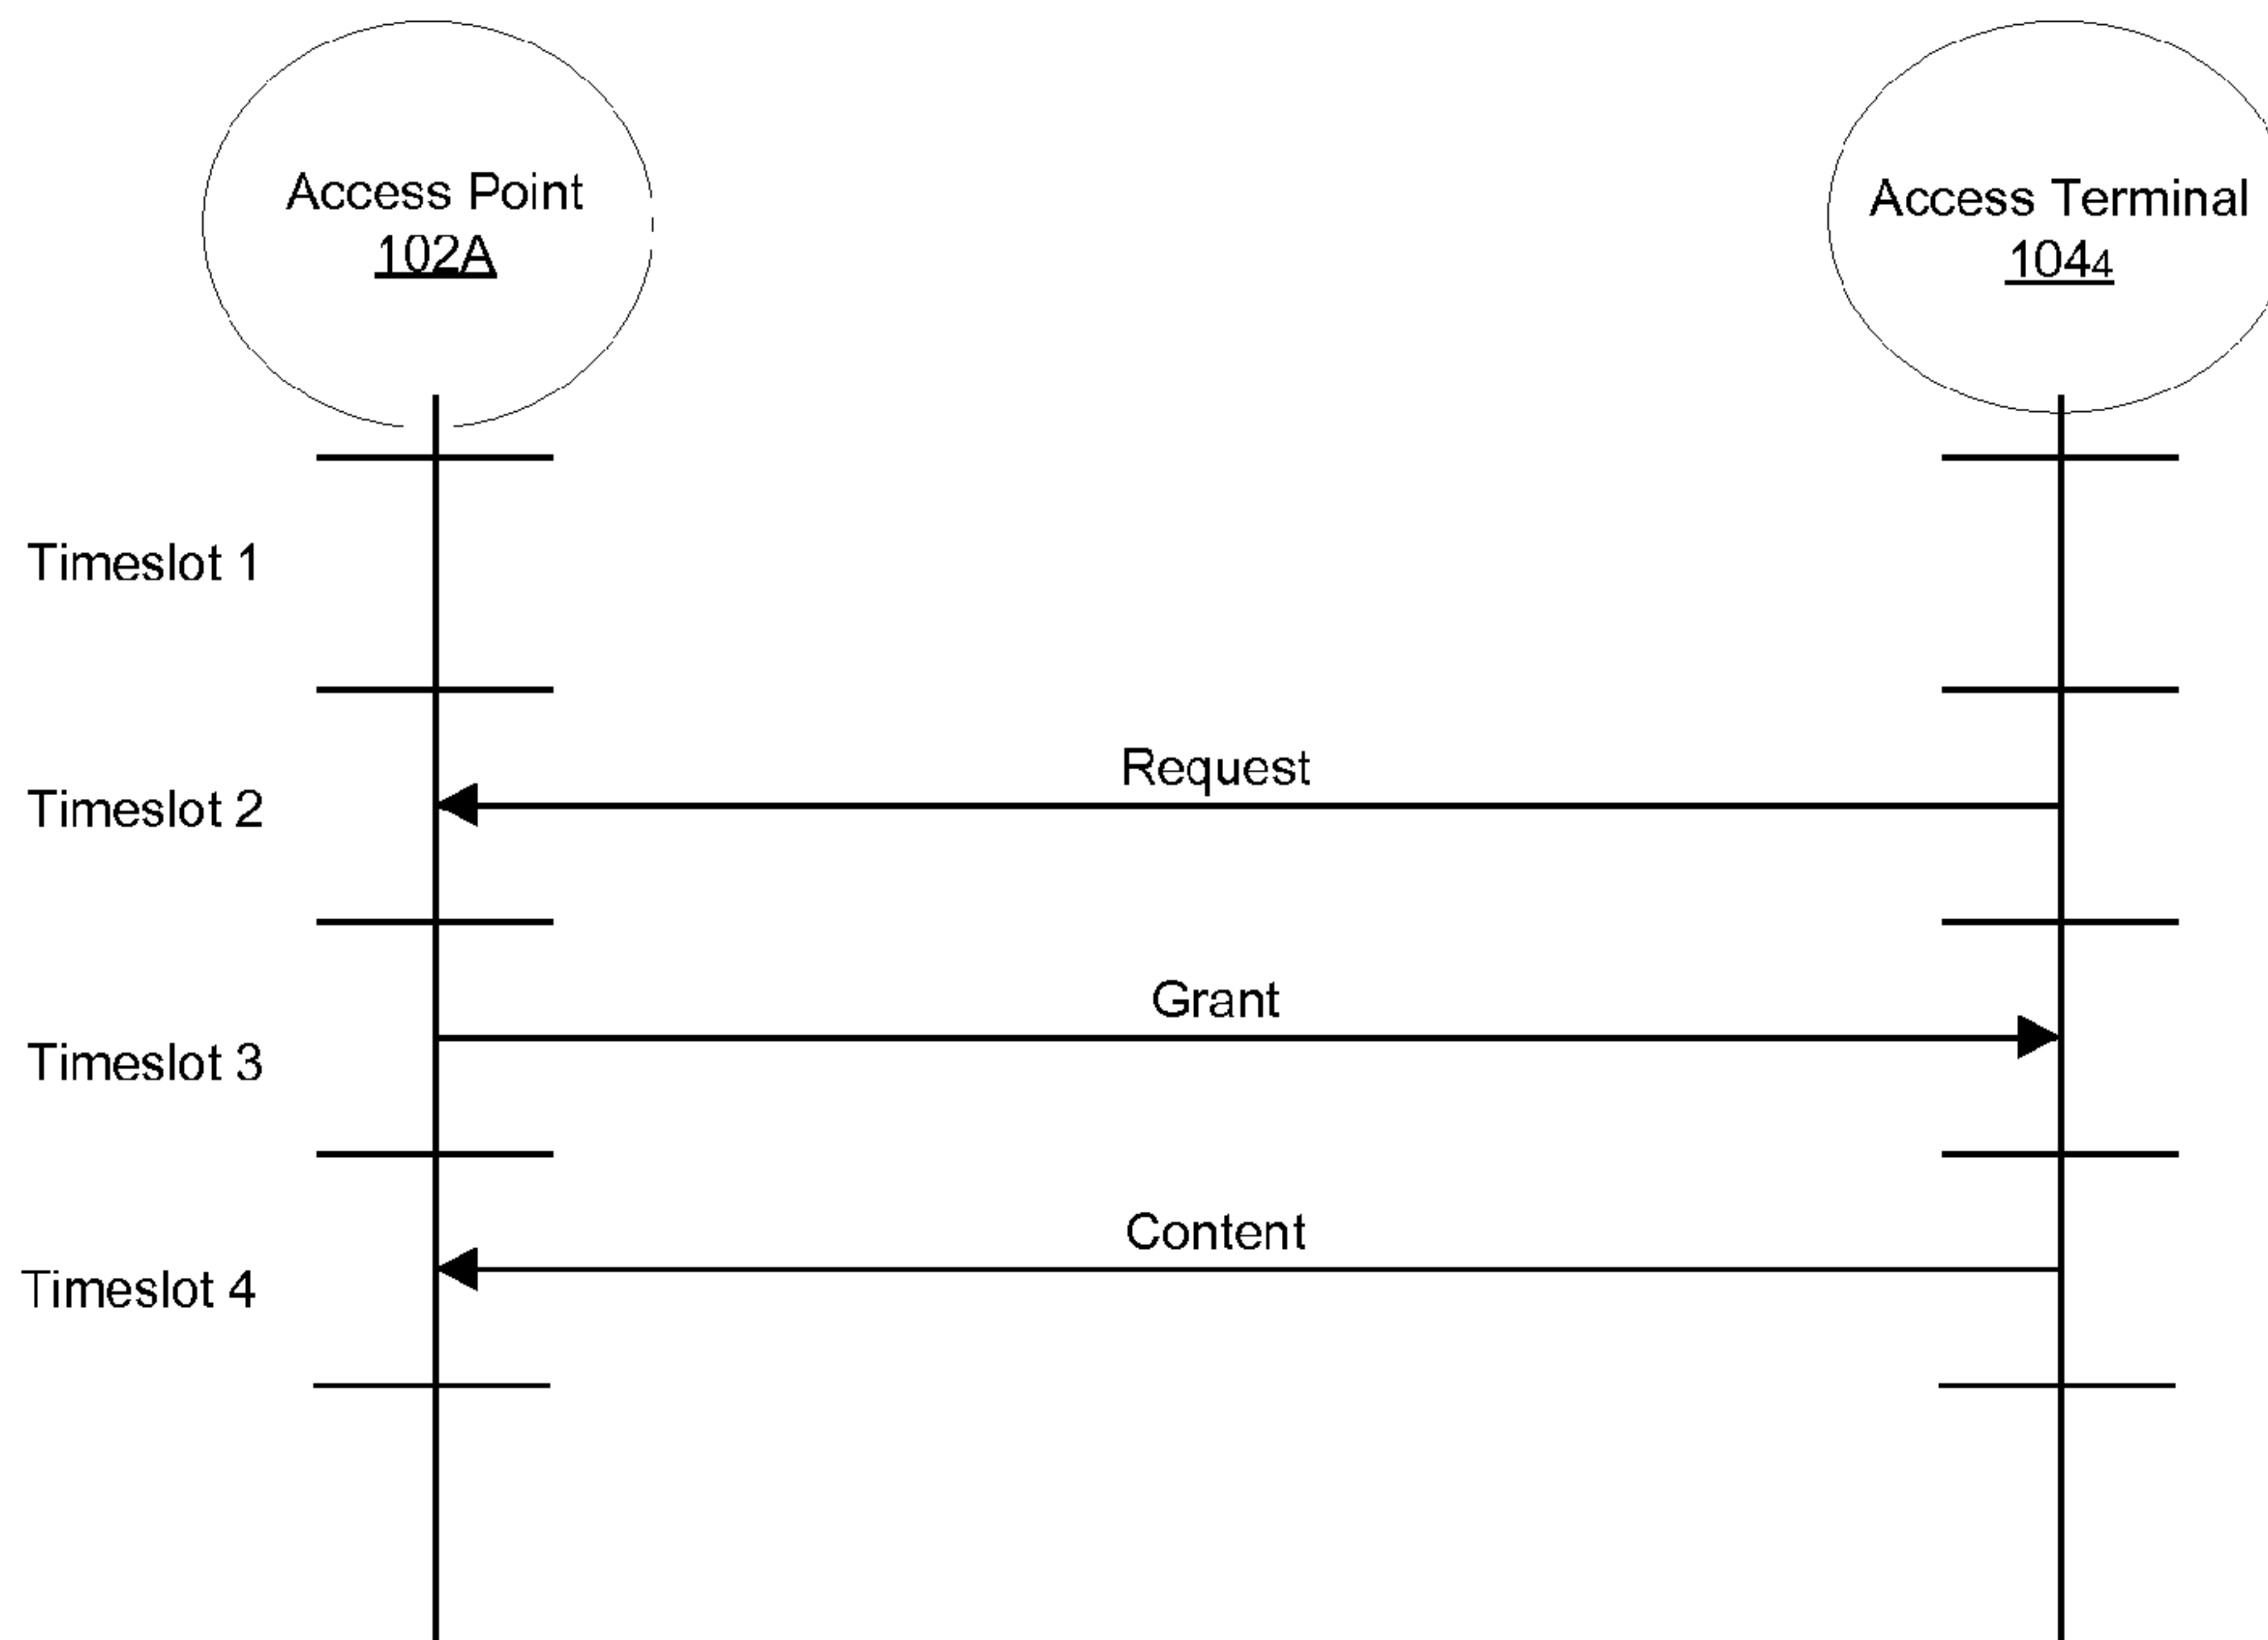 Access Point
102A
Access Terminal
104₄
Timeslot 1
Request
Timeslot 2
Grant
Timeslot 3
Content
Timeslot 4